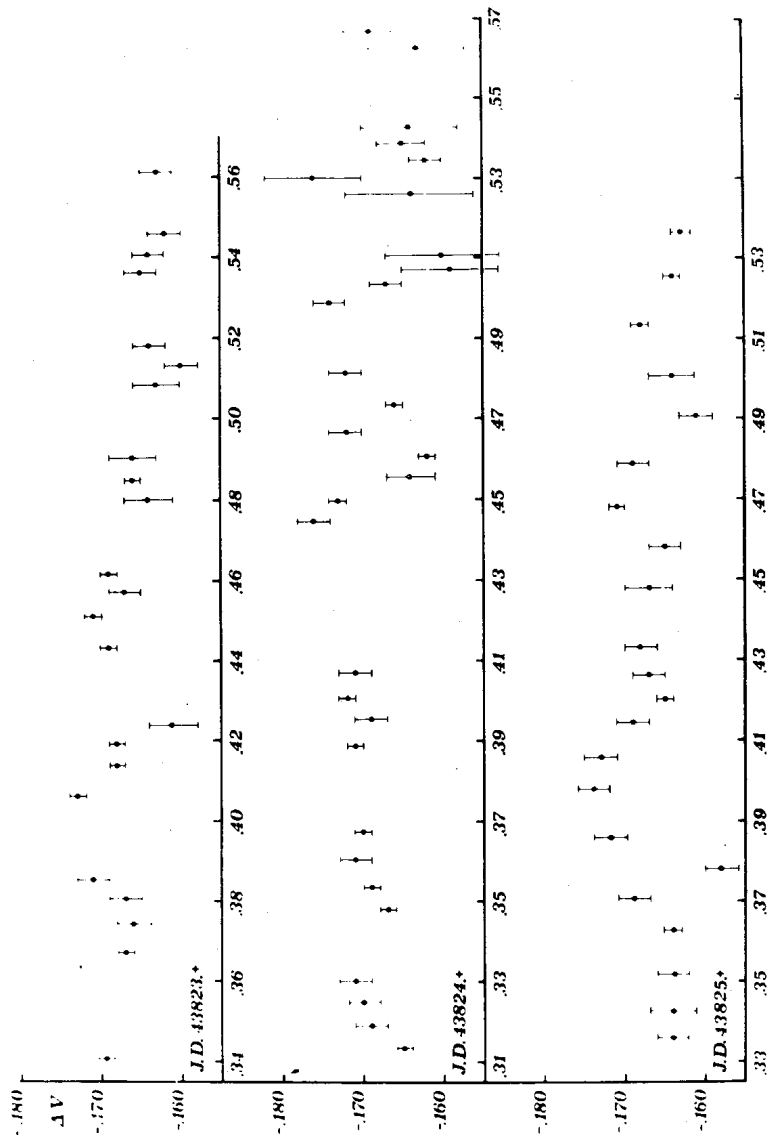 -.180
ΔV
-.170
-.160
J.D. 43823.+
.34 .36 .38 .40 .42 .44 .46 .48 .50 .52 .54 .56
-.180
-.170
-.160
J.D. 43824.+
.31 .33 .35 .37 .39 .41 .43 .45 .47 .49 .53 .55 .57
-.180
-.170
-.160
J.D. 43825.+
.33 .35 .37 .39 .41 .43 .45 .47 .49 .51 .53